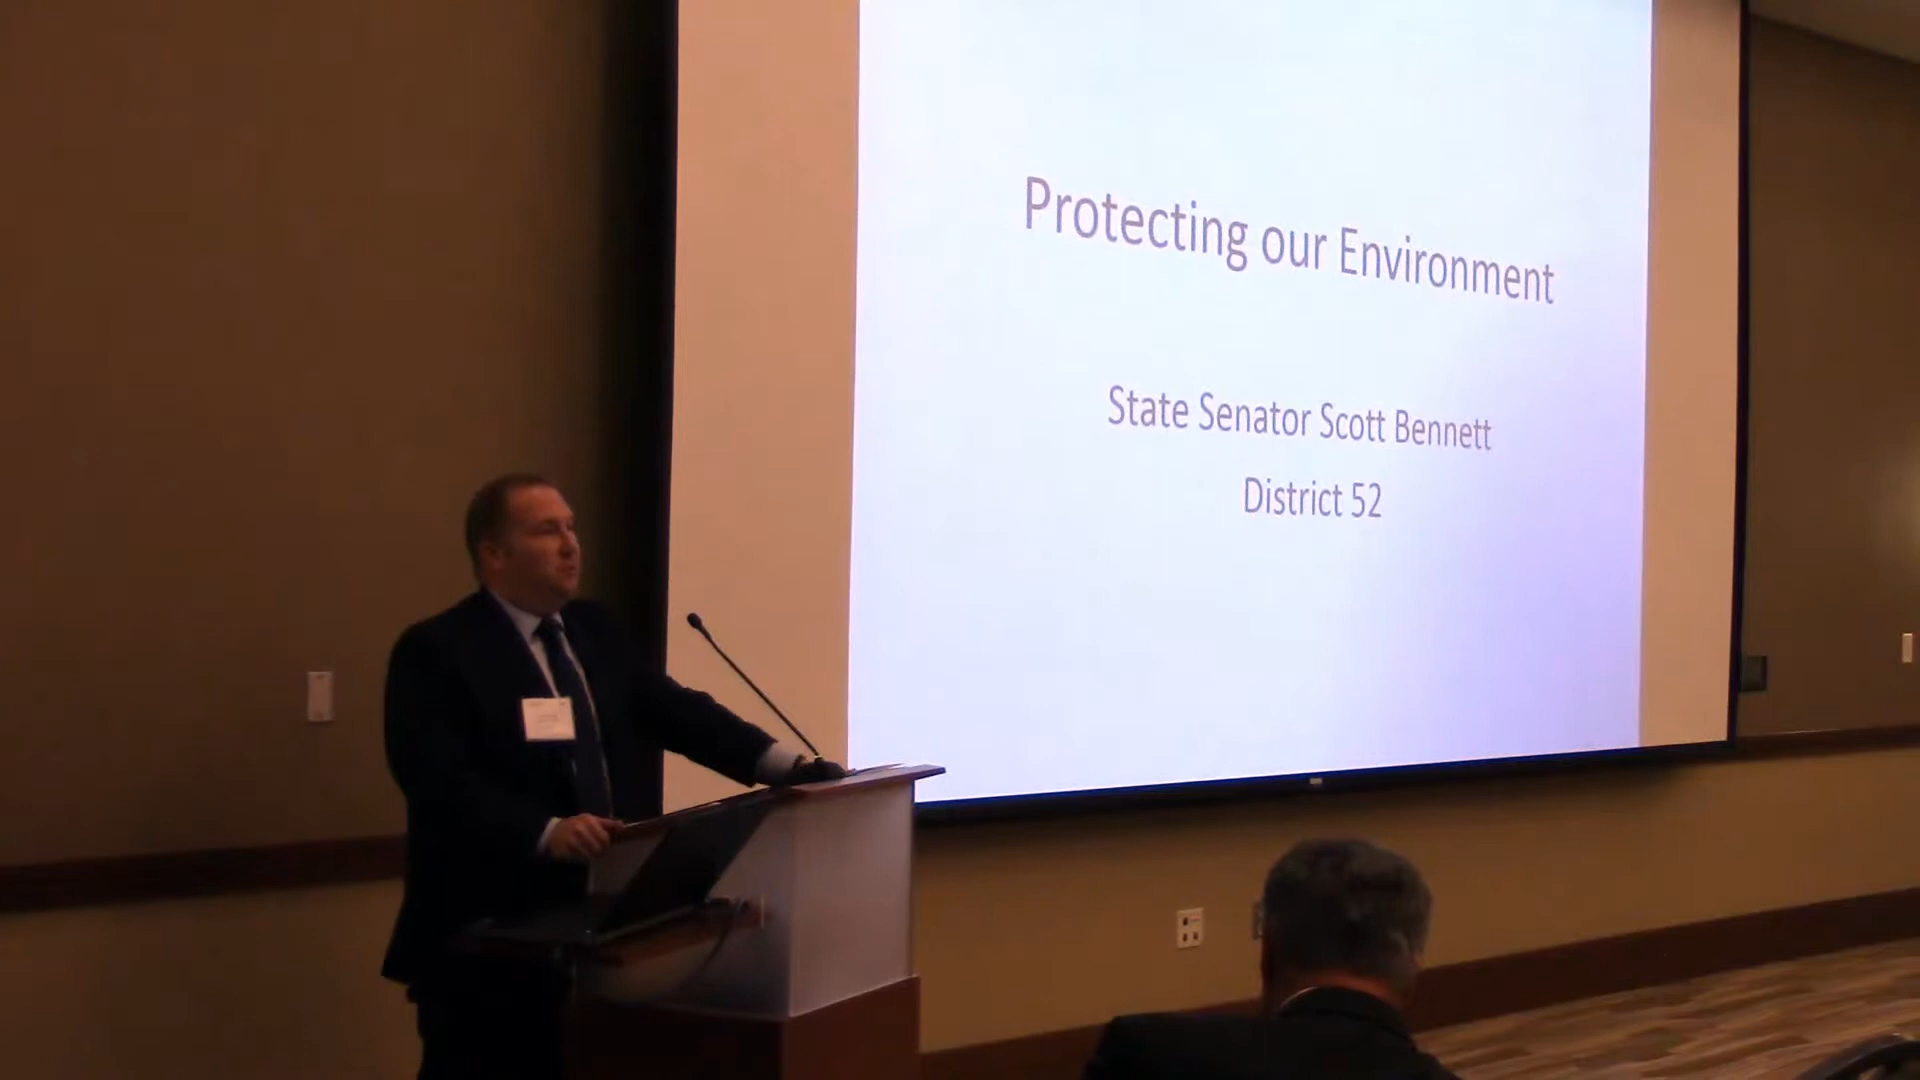 Protecting our Environment
State Senator Scott Bennett
District 52